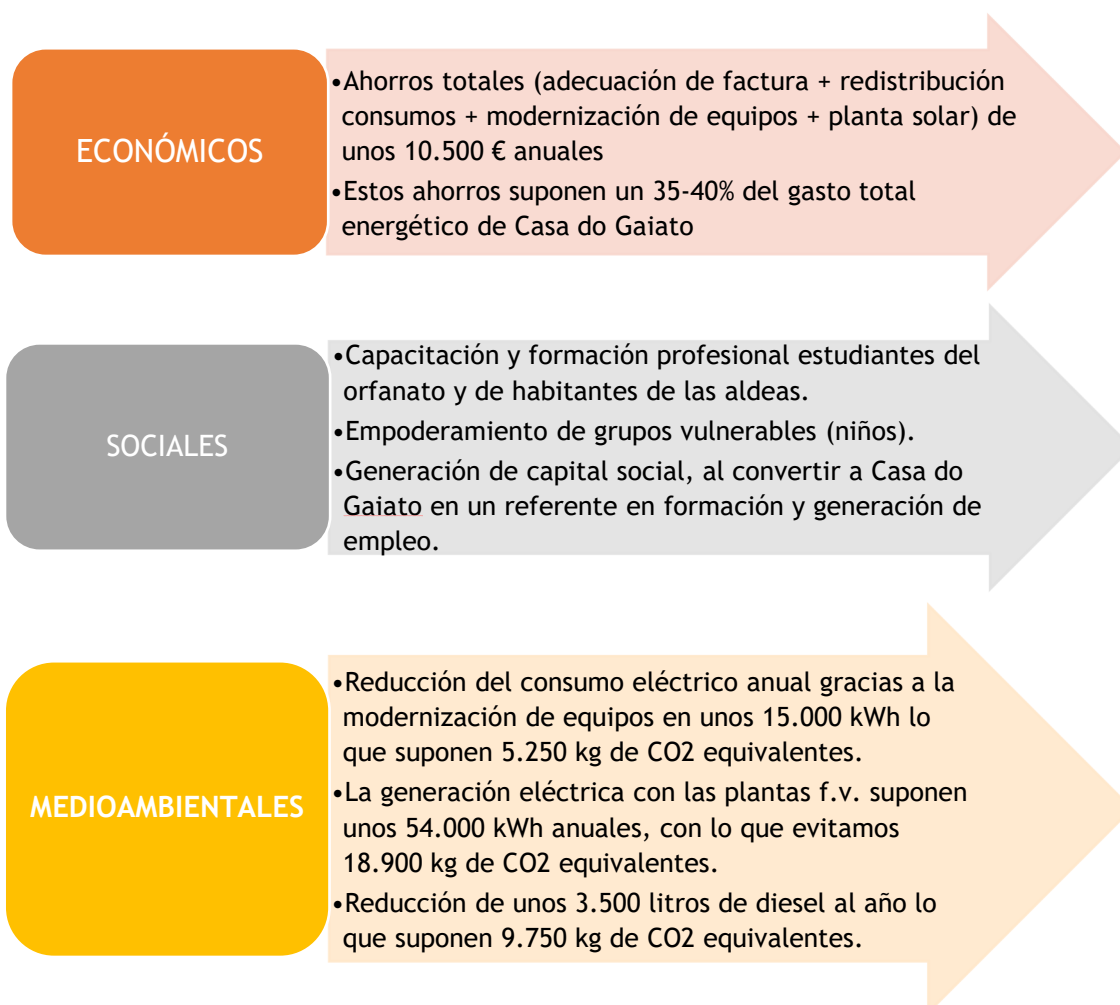 ECONÓMICOS
•Ahorros totales (adecuación de factura + redistribución
consumos + modernización de equipos + planta solar) de
unos 10.500 € anuales
•Estos ahorros suponen un 35-40% del gasto total
energético de Casa do Gaiato
SOCIALES
•Capacitación y formación profesional estudiantes del
orfanato y de habitantes de las aldeas.
•Empoderamiento de grupos vulnerables (niños).
•Generación de capital social, al convertir a Casa do
Gaiato en un referente en formación y generación de
empleo.
MEDIOAMBIENTALES
•Reducción del consumo eléctrico anual gracias a la
modernización de equipos en unos 15.000 kWh lo
que suponen 5.250 kg de CO2 equivalentes.
•La generación eléctrica con las plantas f.v. suponen
unos 54.000 kWh anuales, con lo que evitamos
18.900 kg de CO2 equivalentes.
•Reducción de unos 3.500 litros de diesel al año lo
que suponen 9.750 kg de CO2 equivalentes.